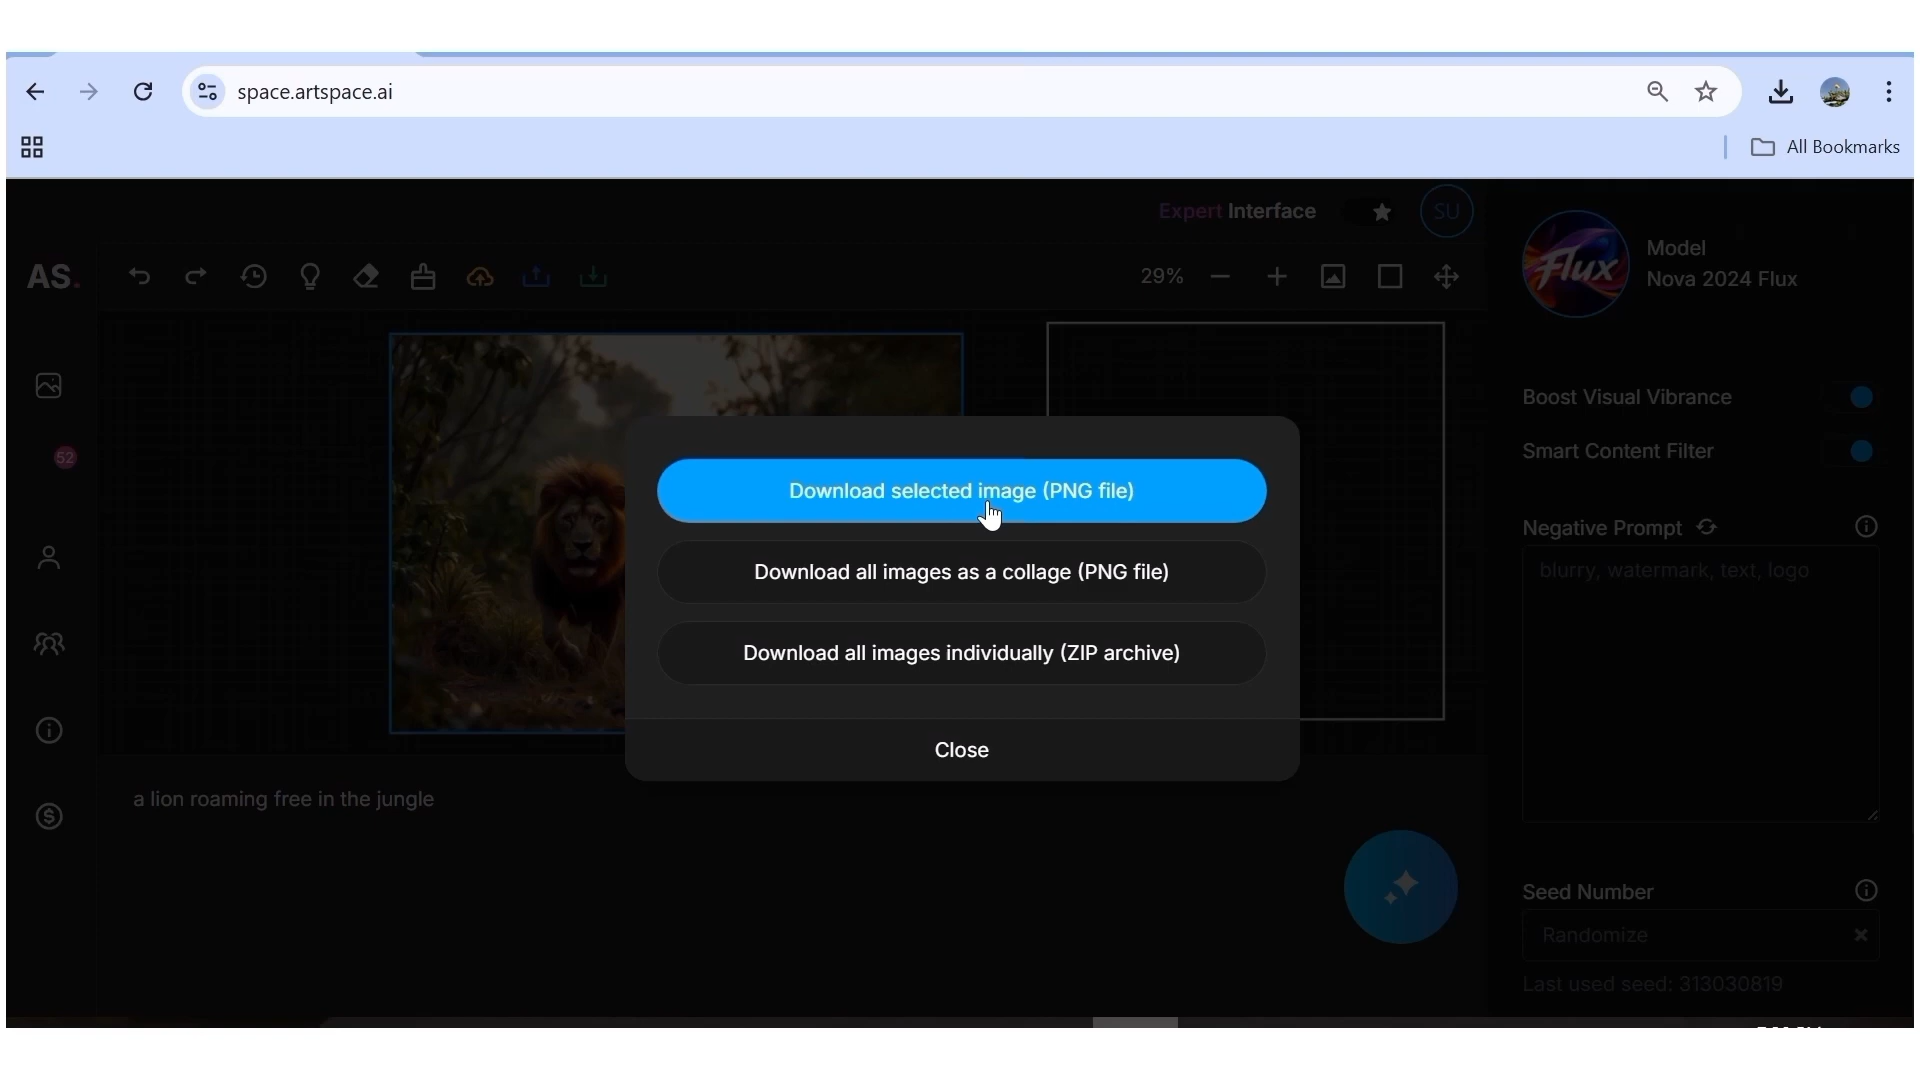 space.artspace.ai
All Bookmarks
Expert Interface
SU
AS.
29%
Flux
Model
Nova 2024 Flux
Boost Visual Vibrance
52
Smart Content Filter
Download selected image (PNG file)
Negative Prompt
Download all images as a collage (PNG file)
blurry, watermark, text, logo
Download all images individually (ZIP archive)
Close
a lion roaming free in the jungle
Seed Number
Randomize
Last used seed: 313030819